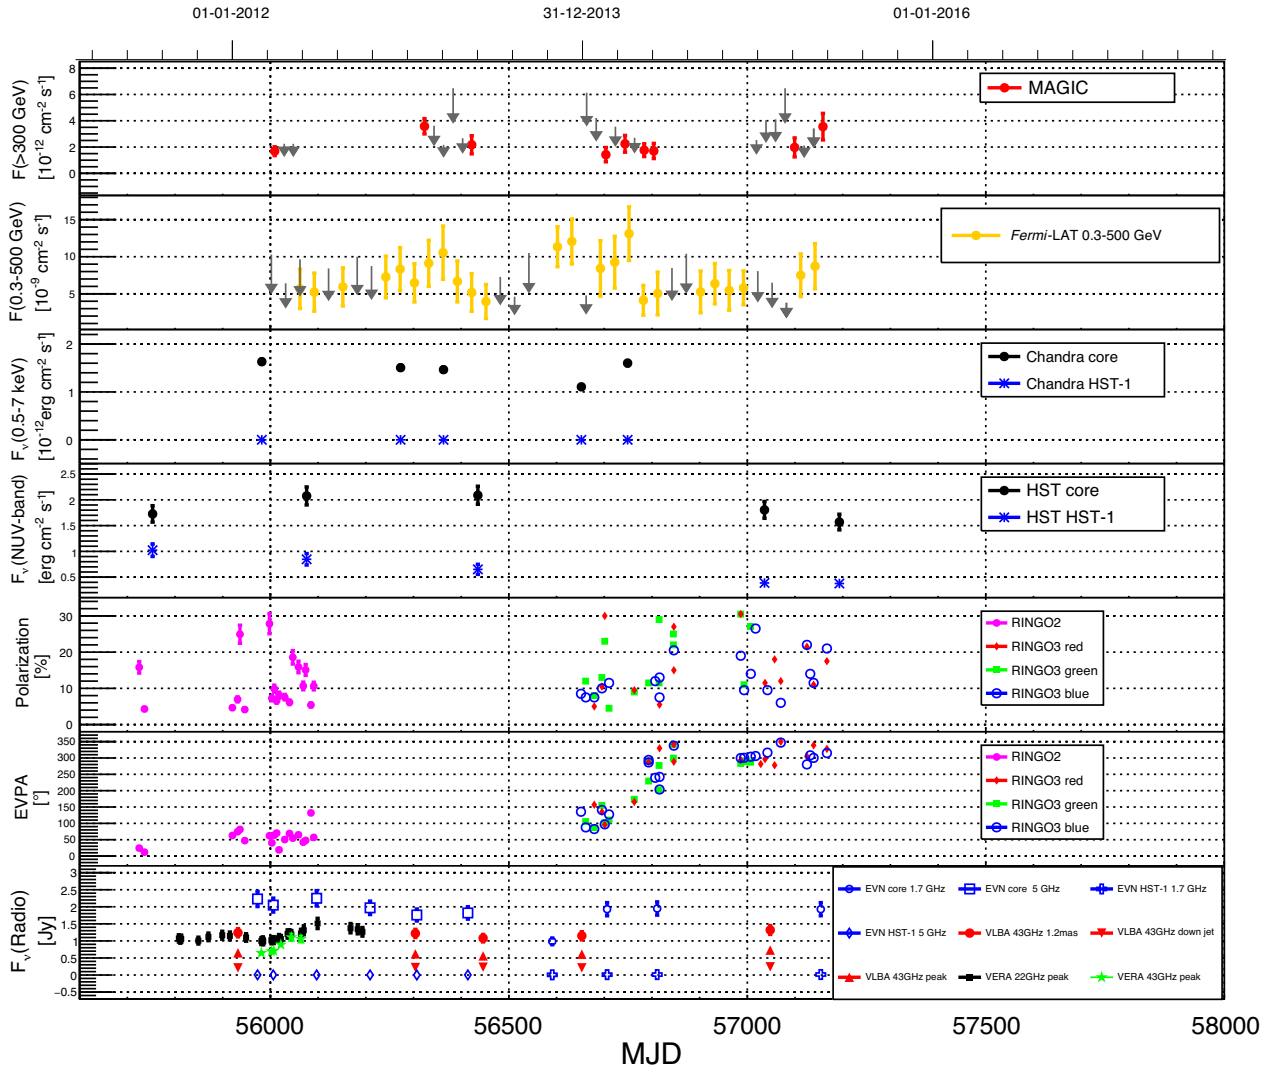 01-01-2012 31-12-2013 01-01-2016
F(>300 GeV)
[10⁻¹² cm⁻² s⁻¹]
8
6
4
2
0
MAGIC
F(0.3-500 GeV)
[10⁻⁹ cm⁻² s⁻¹]
15
10
5
Fermi-LAT 0.3-500 GeV
Fᵥ(0.5-7 keV)
[10⁻¹²erg cm⁻² s⁻¹]
2
1
0
Chandra core
Chandra HST-1
Fᵥ(NUV-band)
[erg cm⁻² s⁻¹]
2.5
2
1.5
1
0.5
HST core
HST HST-1
Polarization
[%]
30
20
10
0
RINGO2
RINGO3 red
RINGO3 green
RINGO3 blue
EVPA
[°]
350
300
250
200
150
100
50
0
RINGO2
RINGO3 red
RINGO3 green
RINGO3 blue
Fᵥ(Radio)
[Jy]
3
2.5
2
1.5
1
0.5
0
−0.5
EVN core 1.7 GHz EVN core 5 GHz EVN HST-1 1.7 GHz
EVN HST-1 5 GHz VLBA 43GHz 1.2mas VLBA 43GHz down jet
VLBA 43GHz peak VERA 22GHz peak VERA 43GHz peak
56000 56500 57000 57500 58000
MJD